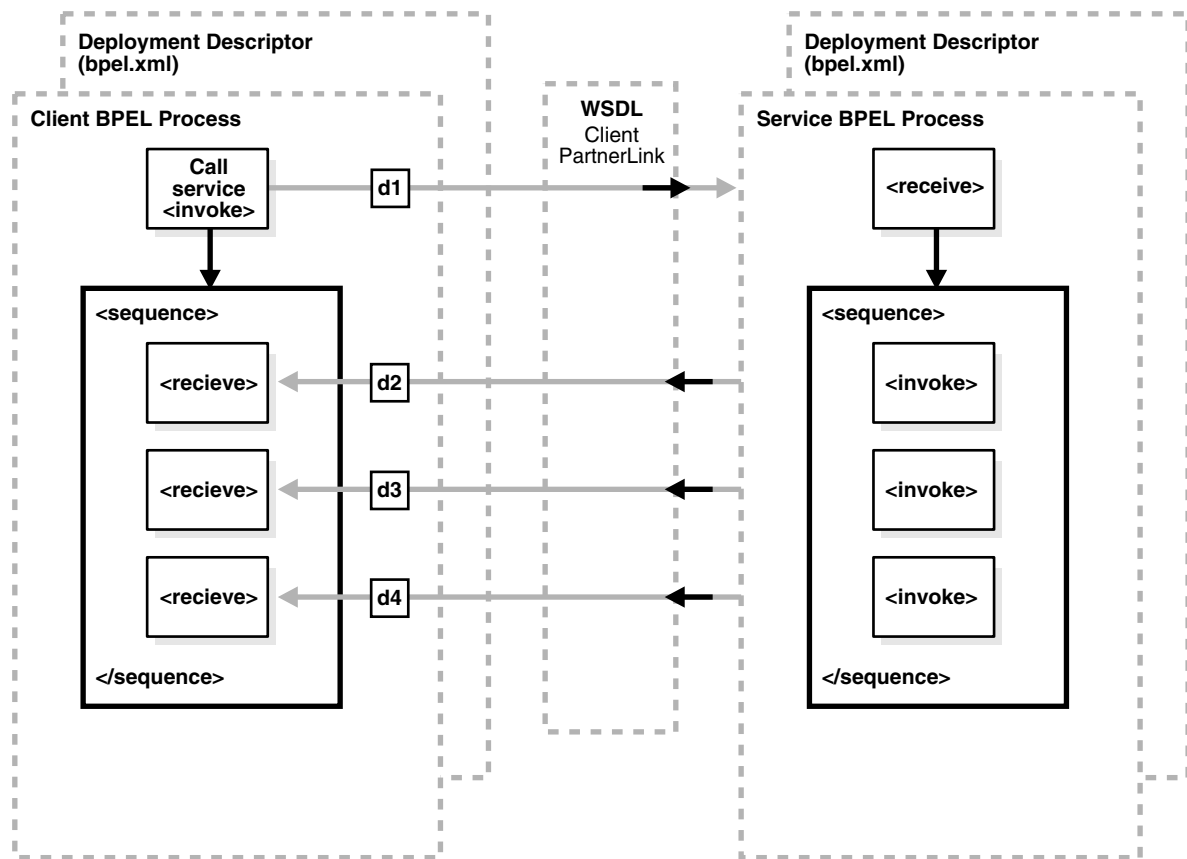 Deployment Descriptor
(bpel.xml)
Client BPEL Process
Call
service
<invoke>
d1
<sequence>
<recieve>
d2
<recieve>
d3
<recieve>
d4
</sequence>
WSDL
Client
PartnerLink
Deployment Descriptor
(bpel.xml)
Service BPEL Process
<receive>
<sequence>
<invoke>
<invoke>
<invoke>
</sequence>